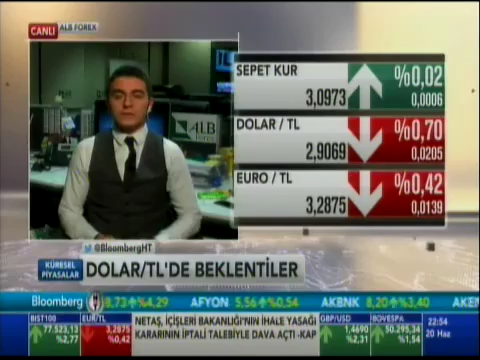 CANLI ALB FOREX
SEPET KUR %0,02
3,0973 0,0006
DOLAR / TL %0,70
2,9069 0,0205
EURO / TL %0,42
3,2875 0,0139
ALB
@BloombergHT
KÜRESEL PİYASALAR
DOLAR/TL'DE BEKLENTİLER
Bloomberg 8,73 %4,29 AFYON 5,56 %0,54 AKBNK 8,20 %3,40 AKEN
BIST100 EUR/TL NETAŞ, İÇİŞLERİ BAKANLIĞI'NIN İHALE YASAĞI GBP/USD IBOVESPA 22:54
77.523,13 3,2875 KARARININ İPTALİ TALEBİYLE DAVA AÇTI -KAP 1,4690 50.295,34 20 Haz
%2,77 %0,42 %2,31 %1,54